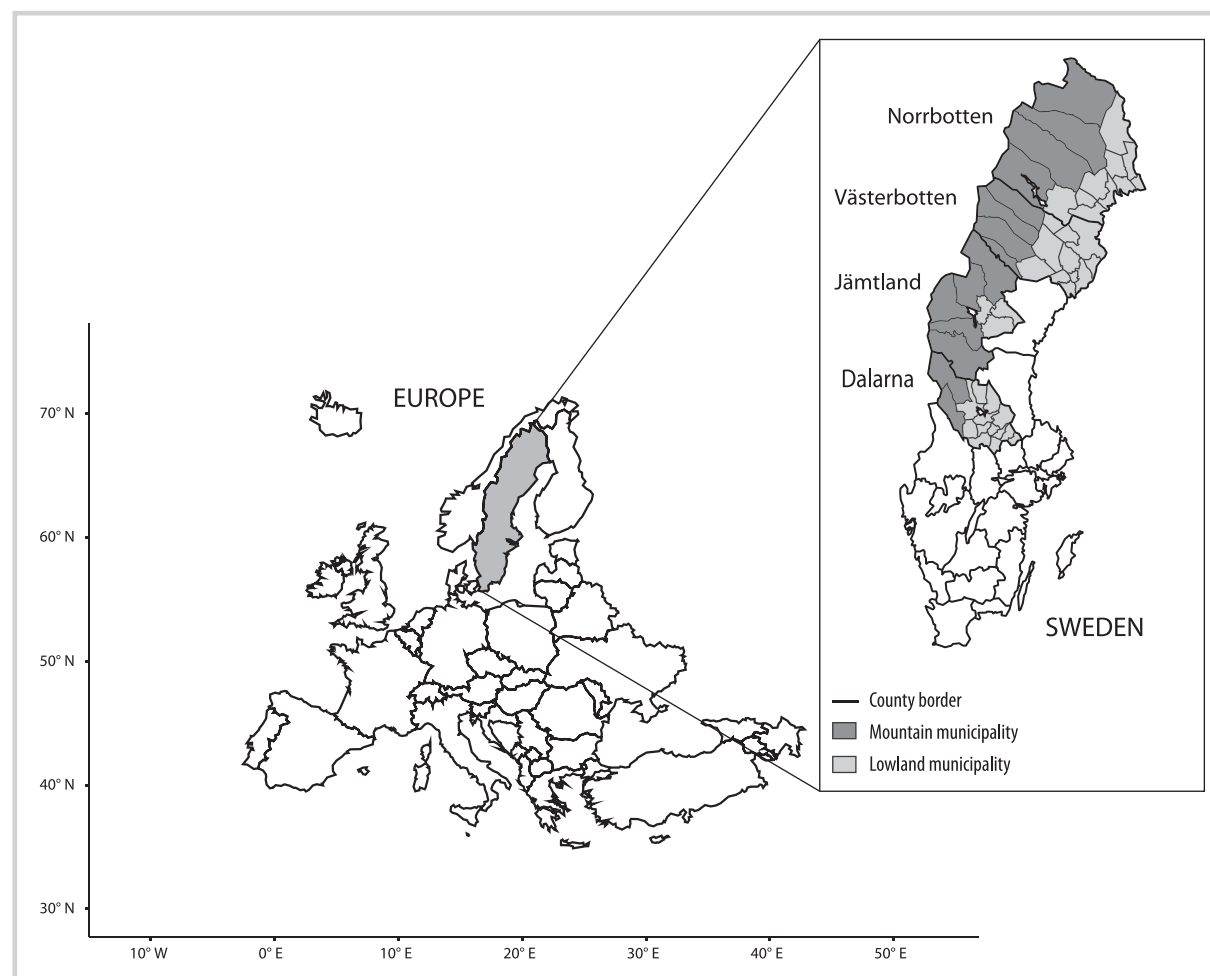 Norrbotten
Västerbotten
Jämtland
Dalarna
EUROPE
SWEDEN
County border
Mountain municipality
Lowland municipality
70° N
60° N
50° N
40° N
30° N
10° W
0° E
10° E
20° E
30° E
40° E
50° E